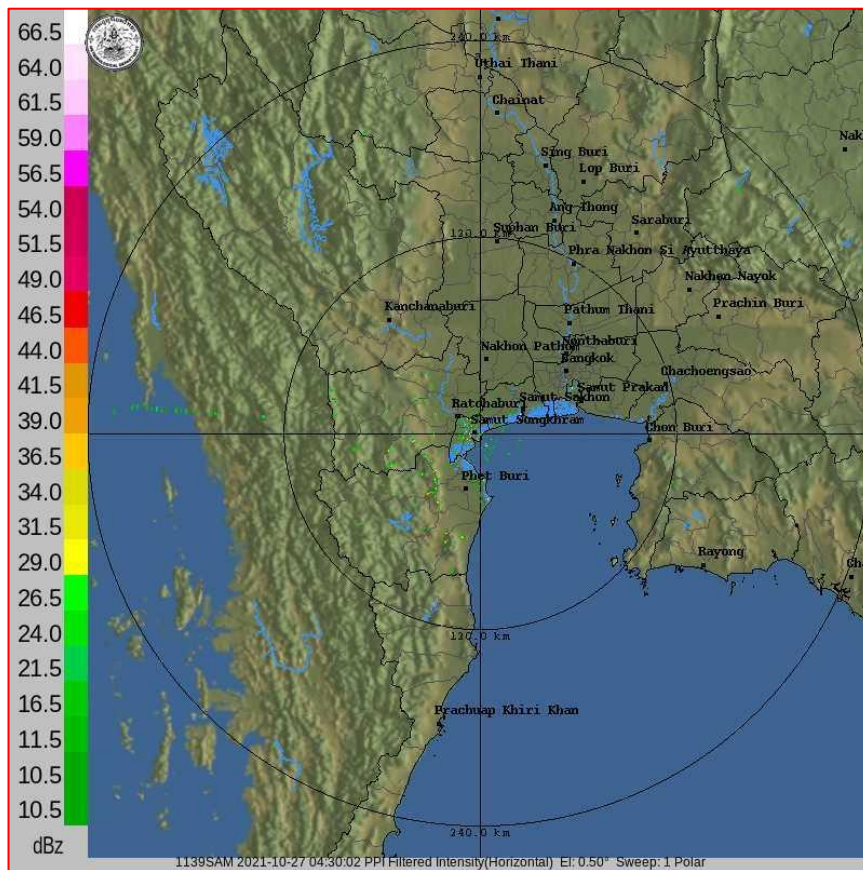 66.5
64.0
61.5
59.0
56.5
54.0
51.5
49.0
46.5
44.0
41.5
39.0
36.5
34.0
31.5
29.0
26.5
24.0
21.5
16.5
11.5
10.5
10.5
dBz
240.0 km
Uthai Thani
Chainat
Sing Buri
Lop Buri
Nak
Ang Thong
Suphan Buri
Saraburi
120.0 km
Phra Nakhon Si Ayutthaya
Nakhon Nayok
Kanchanaburi
Pathum Thani
Prachin Buri
Nakhon Pathom
Nonthaburi
Bangkok
Chachoengsao
Samut Prakan
Ratchaburi
Samut Sakhon
Samut Songkhram
Chon Buri
Phet Buri
Rayong
Cha
120.0 km
Prachuap Khiri Khan
240.0 km
1139SAM 2021-10-27 04:30:02 PPI Filtered Intensity(Horizontal) El: 0.50° Sweep: 1 Polar